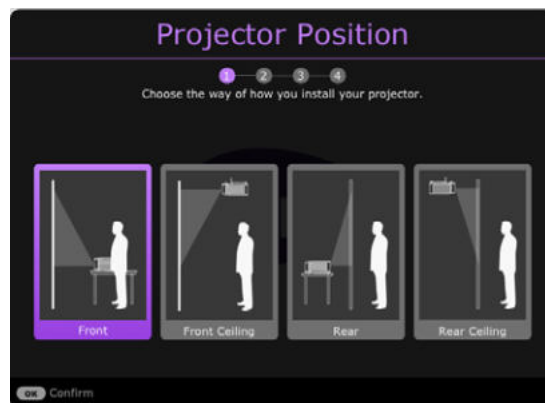 Projector Position
1 2 3 4
Choose the way of how you install your projector.
Front
Front Ceiling
Rear
Rear Ceiling
OK Confirm